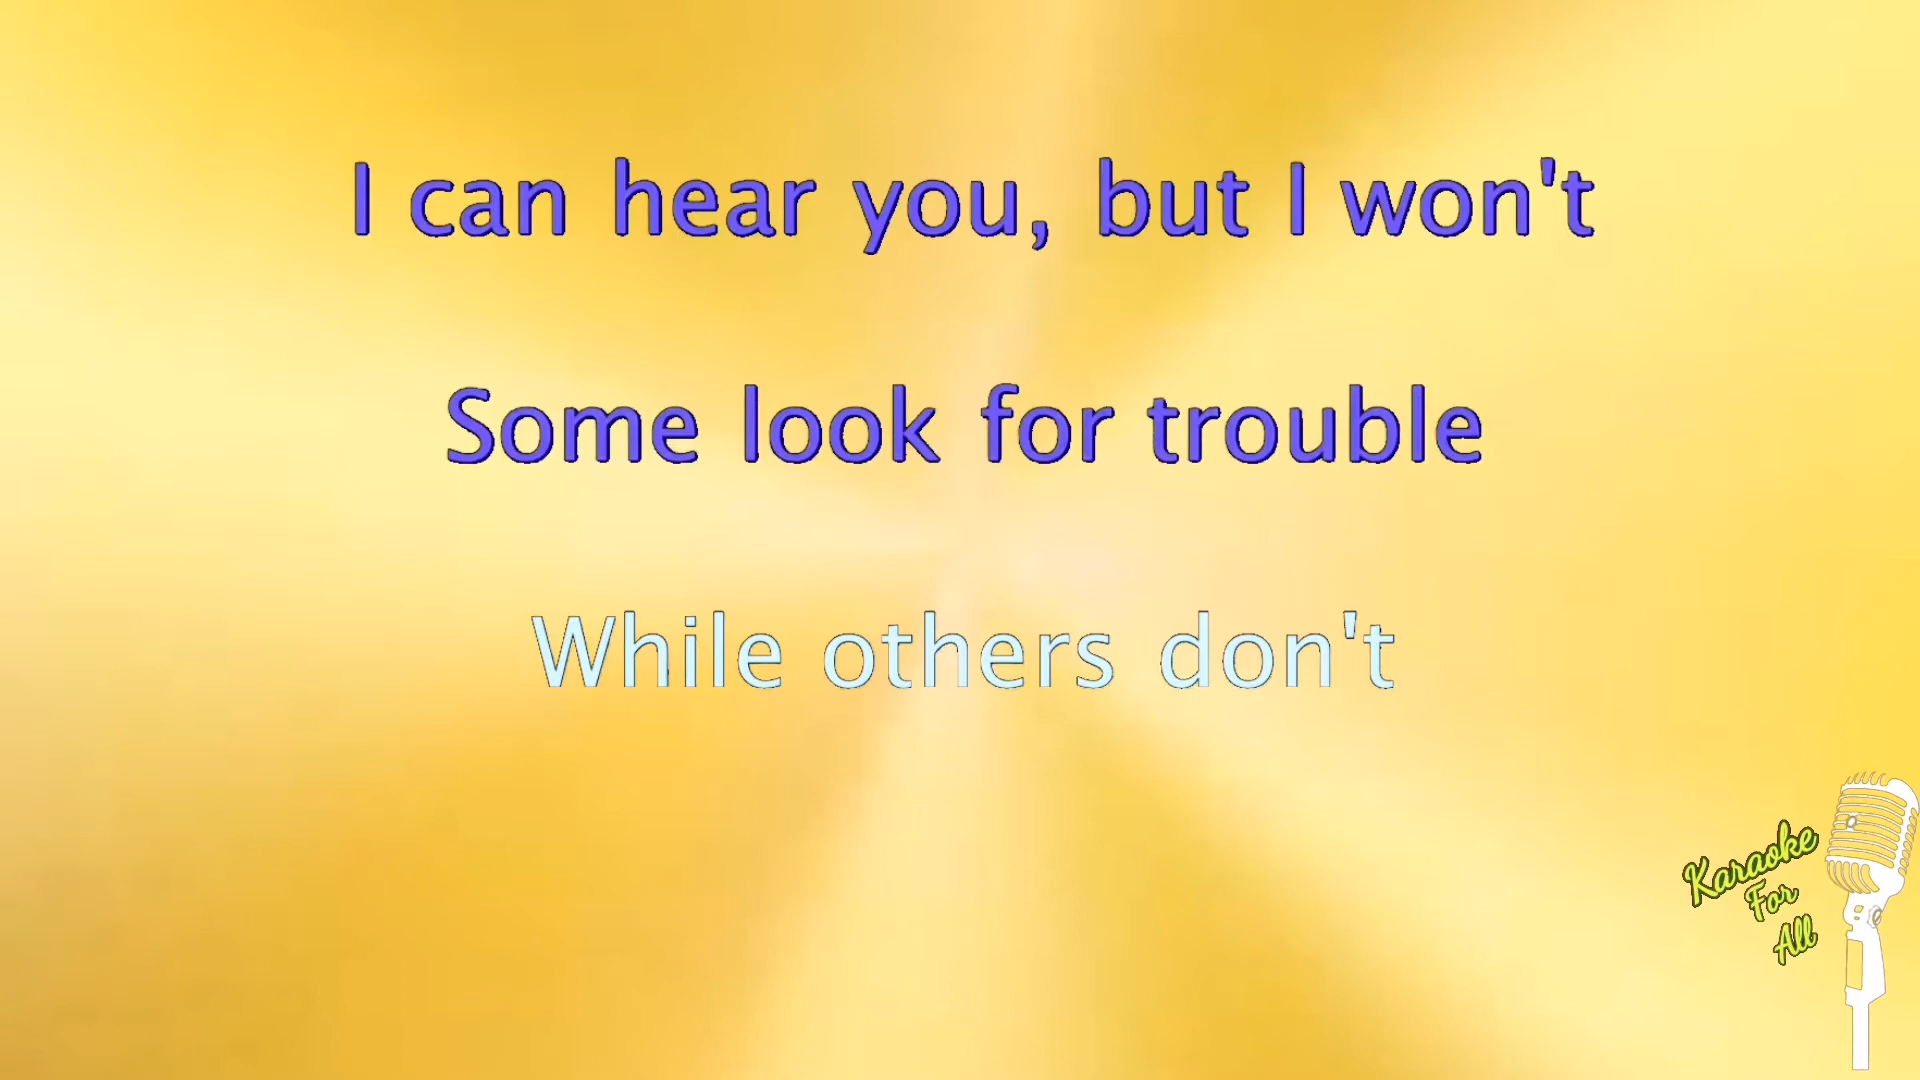 I can hear you, but I won't
Some look for trouble
While others don't
Karaoke
For
All